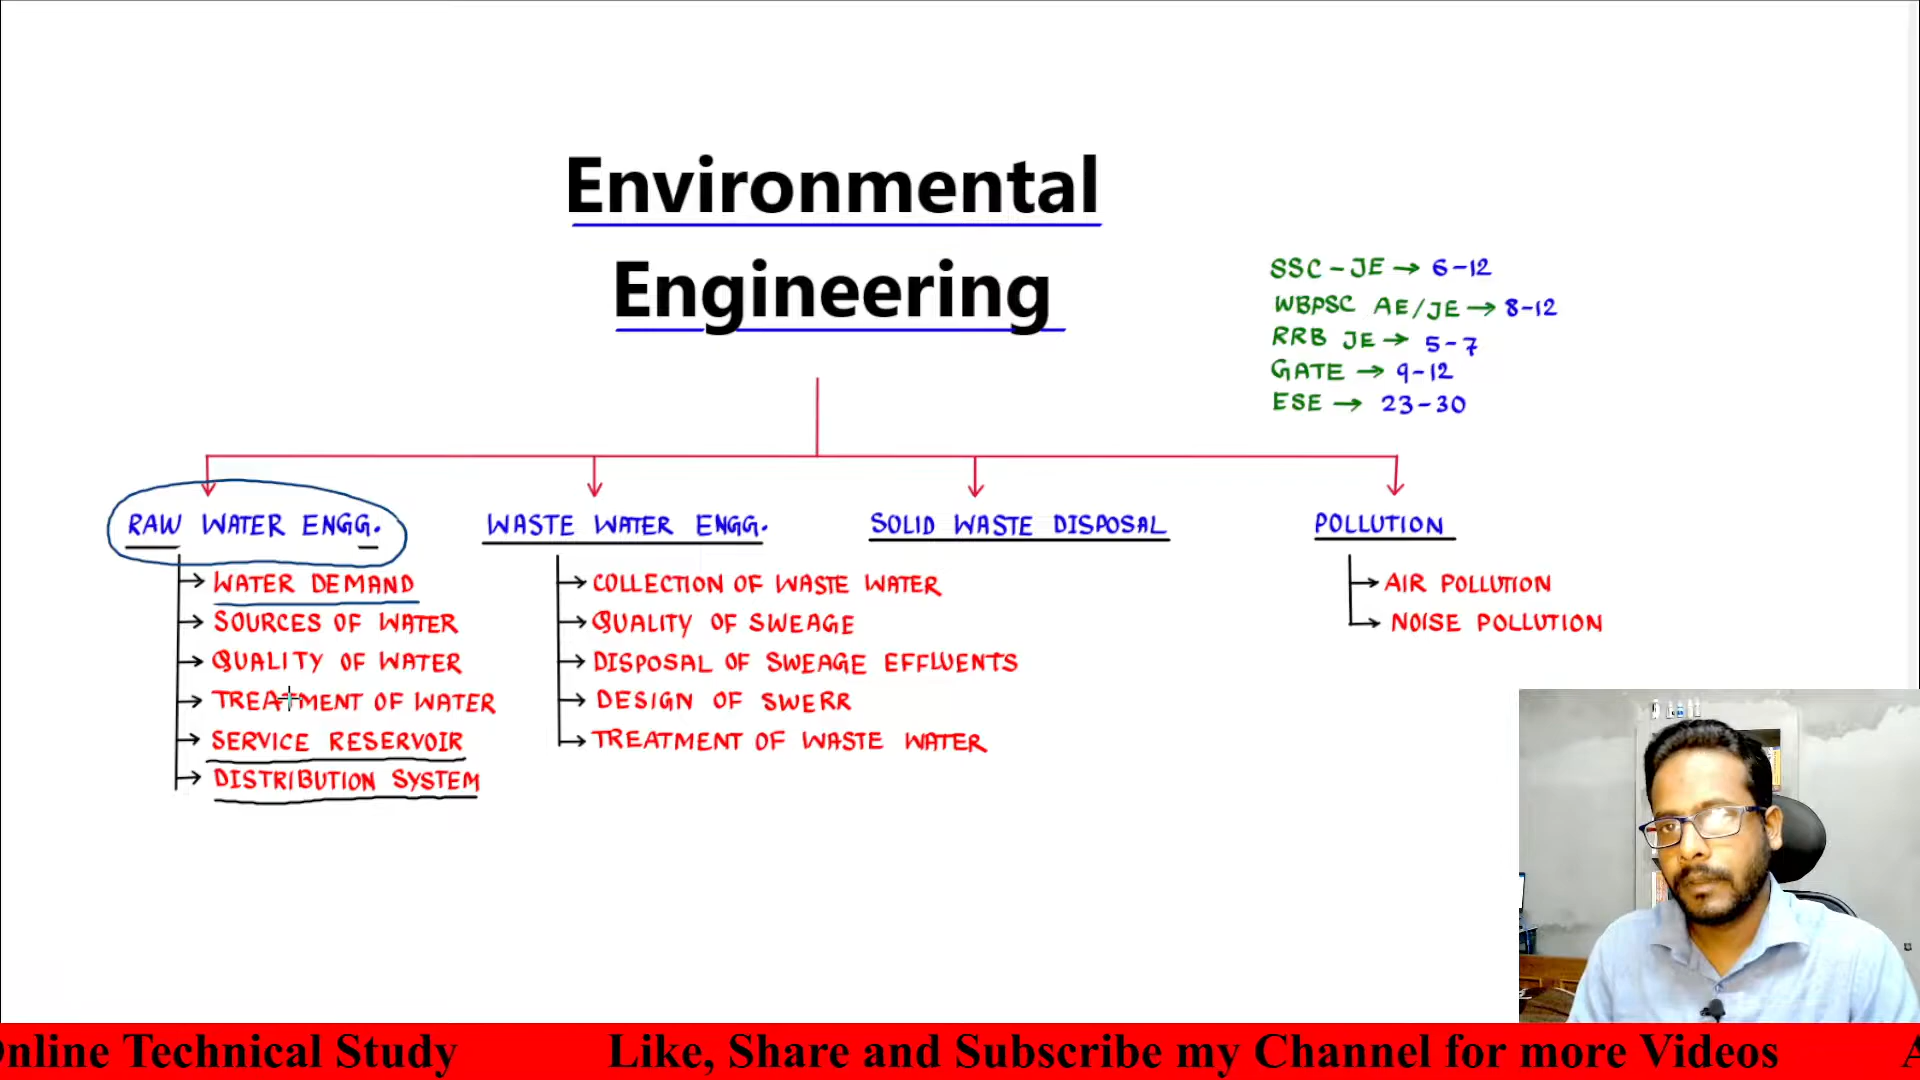 Environmental
Engineering
SSC-JE → 6-12
WBPSC AE/JE → 8-12
RRB JE → 5-7
GATE → 9-12
ESE → 23-30
RAW WATER ENGG.
→ WATER DEMAND
→ SOURCES OF WATER
→ QUALITY OF WATER
→ TREATMENT OF WATER
→ SERVICE RESERVOIR
→ DISTRIBUTION SYSTEM
WASTE WATER ENGG.
→ COLLECTION OF WASTE WATER
→ QUALITY OF SWEAGE
→ DISPOSAL OF SWEAGE EFFLUENTS
→ DESIGN OF SWERR
→ TREATMENT OF WASTE WATER
SOLID WASTE DISPOSAL
POLLUTION
→ AIR POLLUTION
→ NOISE POLLUTION
nline Technical Study Like, Share and Subscribe my Channel for more Videos